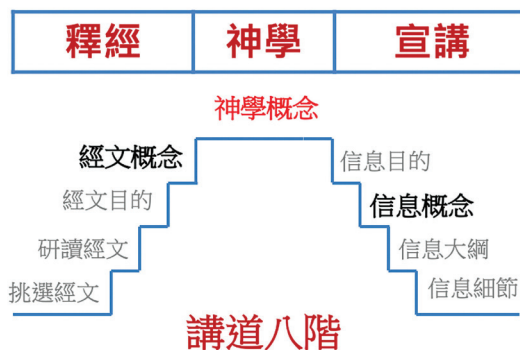 釋經 神學 宣講
神學概念
經文概念 信息目的
經文目的 信息概念
研讀經文 信息大綱
挑選經文 信息細節
講道八階